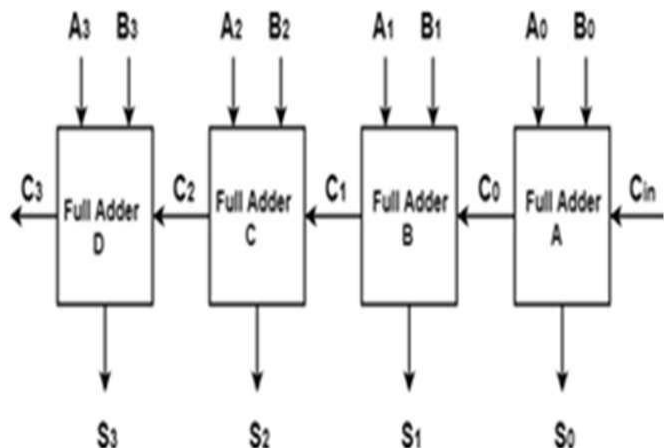 A3 B3 A2 B2 A1 B1 A0 B0
C3 C2 C1 C0 Cin
Full Adder Full Adder Full Adder Full Adder
D C B A
S3 S2 S1 S0